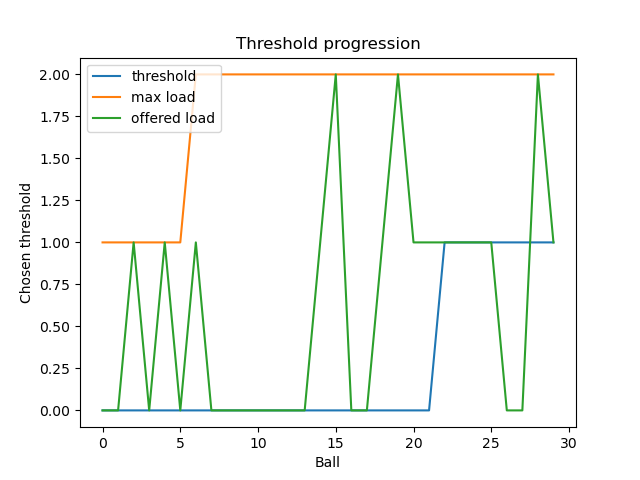 Threshold progression
threshold
max load
offered load
2.00
1.75
1.50
1.25
1.00
0.75
0.50
0.25
0.00
Chosen threshold
0 5 10 15 20 25 30
Ball